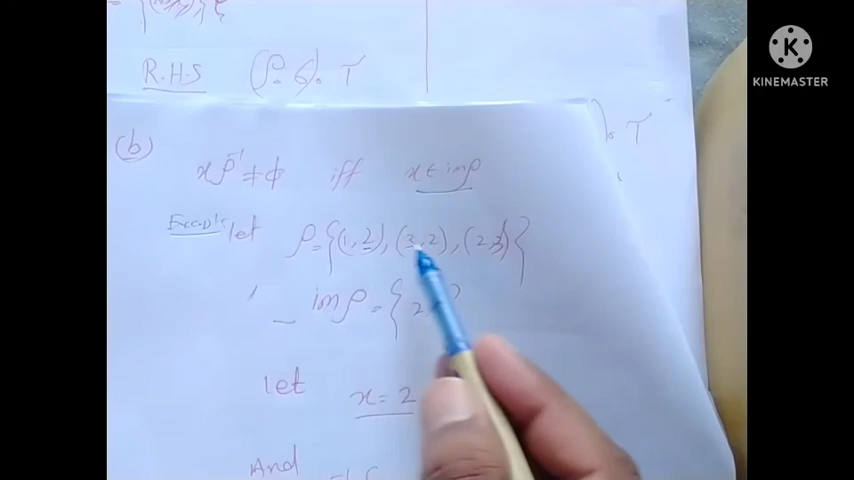 K
KINEMASTER
R.H.S (ρ∘σ)∘τ
τ
(b)
xρ⁻¹≠ϕ iff x∈imρ
let ρ={(1,2),(3,2),(2,3)}
imρ={2,
Let
x=2
And